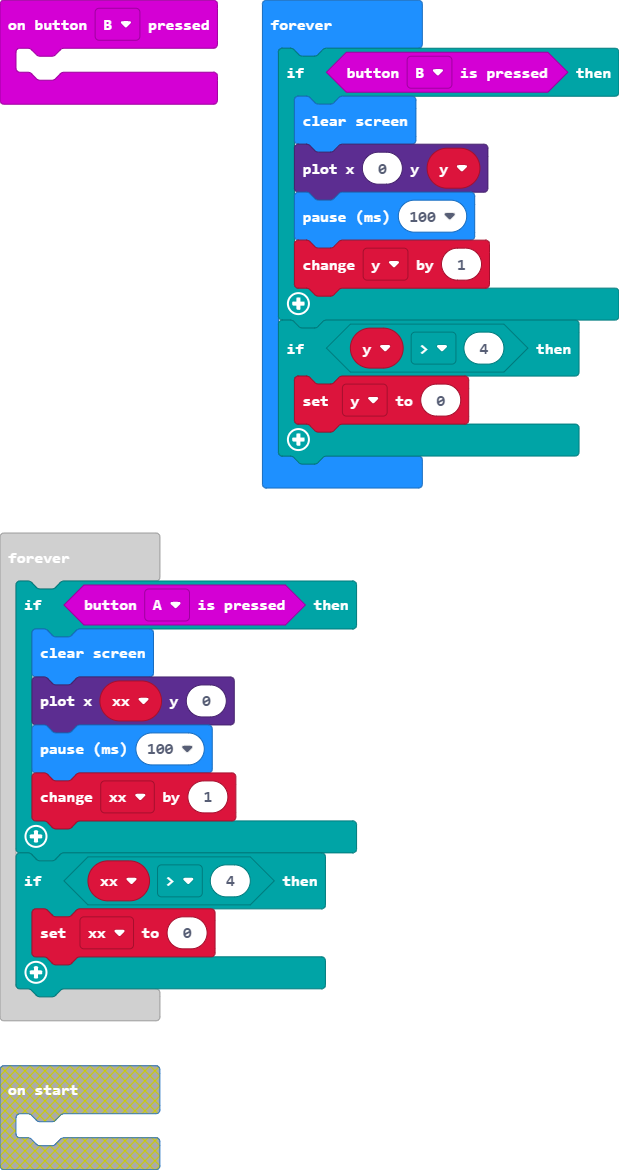 on button B pressed
forever
if button B is pressed then
clear screen
plot x 0 y y
pause (ms) 100
change y by 1
if y > 4 then
set y to 0
forever
if button A is pressed then
clear screen
plot x xx y 0
pause (ms) 100
change xx by 1
if xx > 4 then
set xx to 0
on start